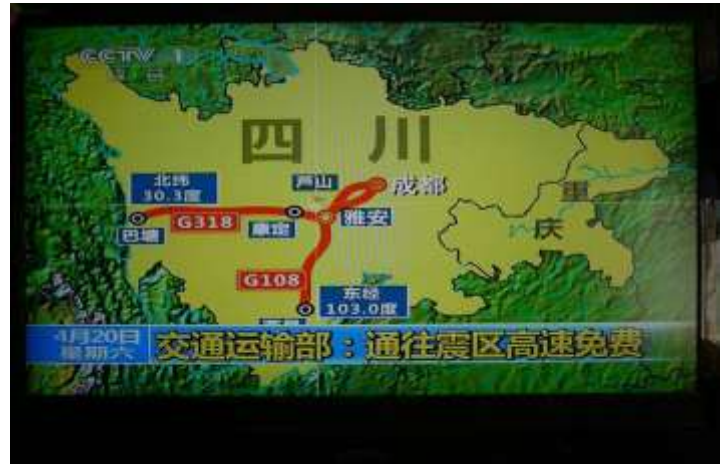 CCTV 1
四 川
重
庆
北纬
30.3度
芦山
成都
G318
康定
雅安
巴塘
G108
东经
103.0度
4月20日
星期六
交通运输部：通往震区高速免费